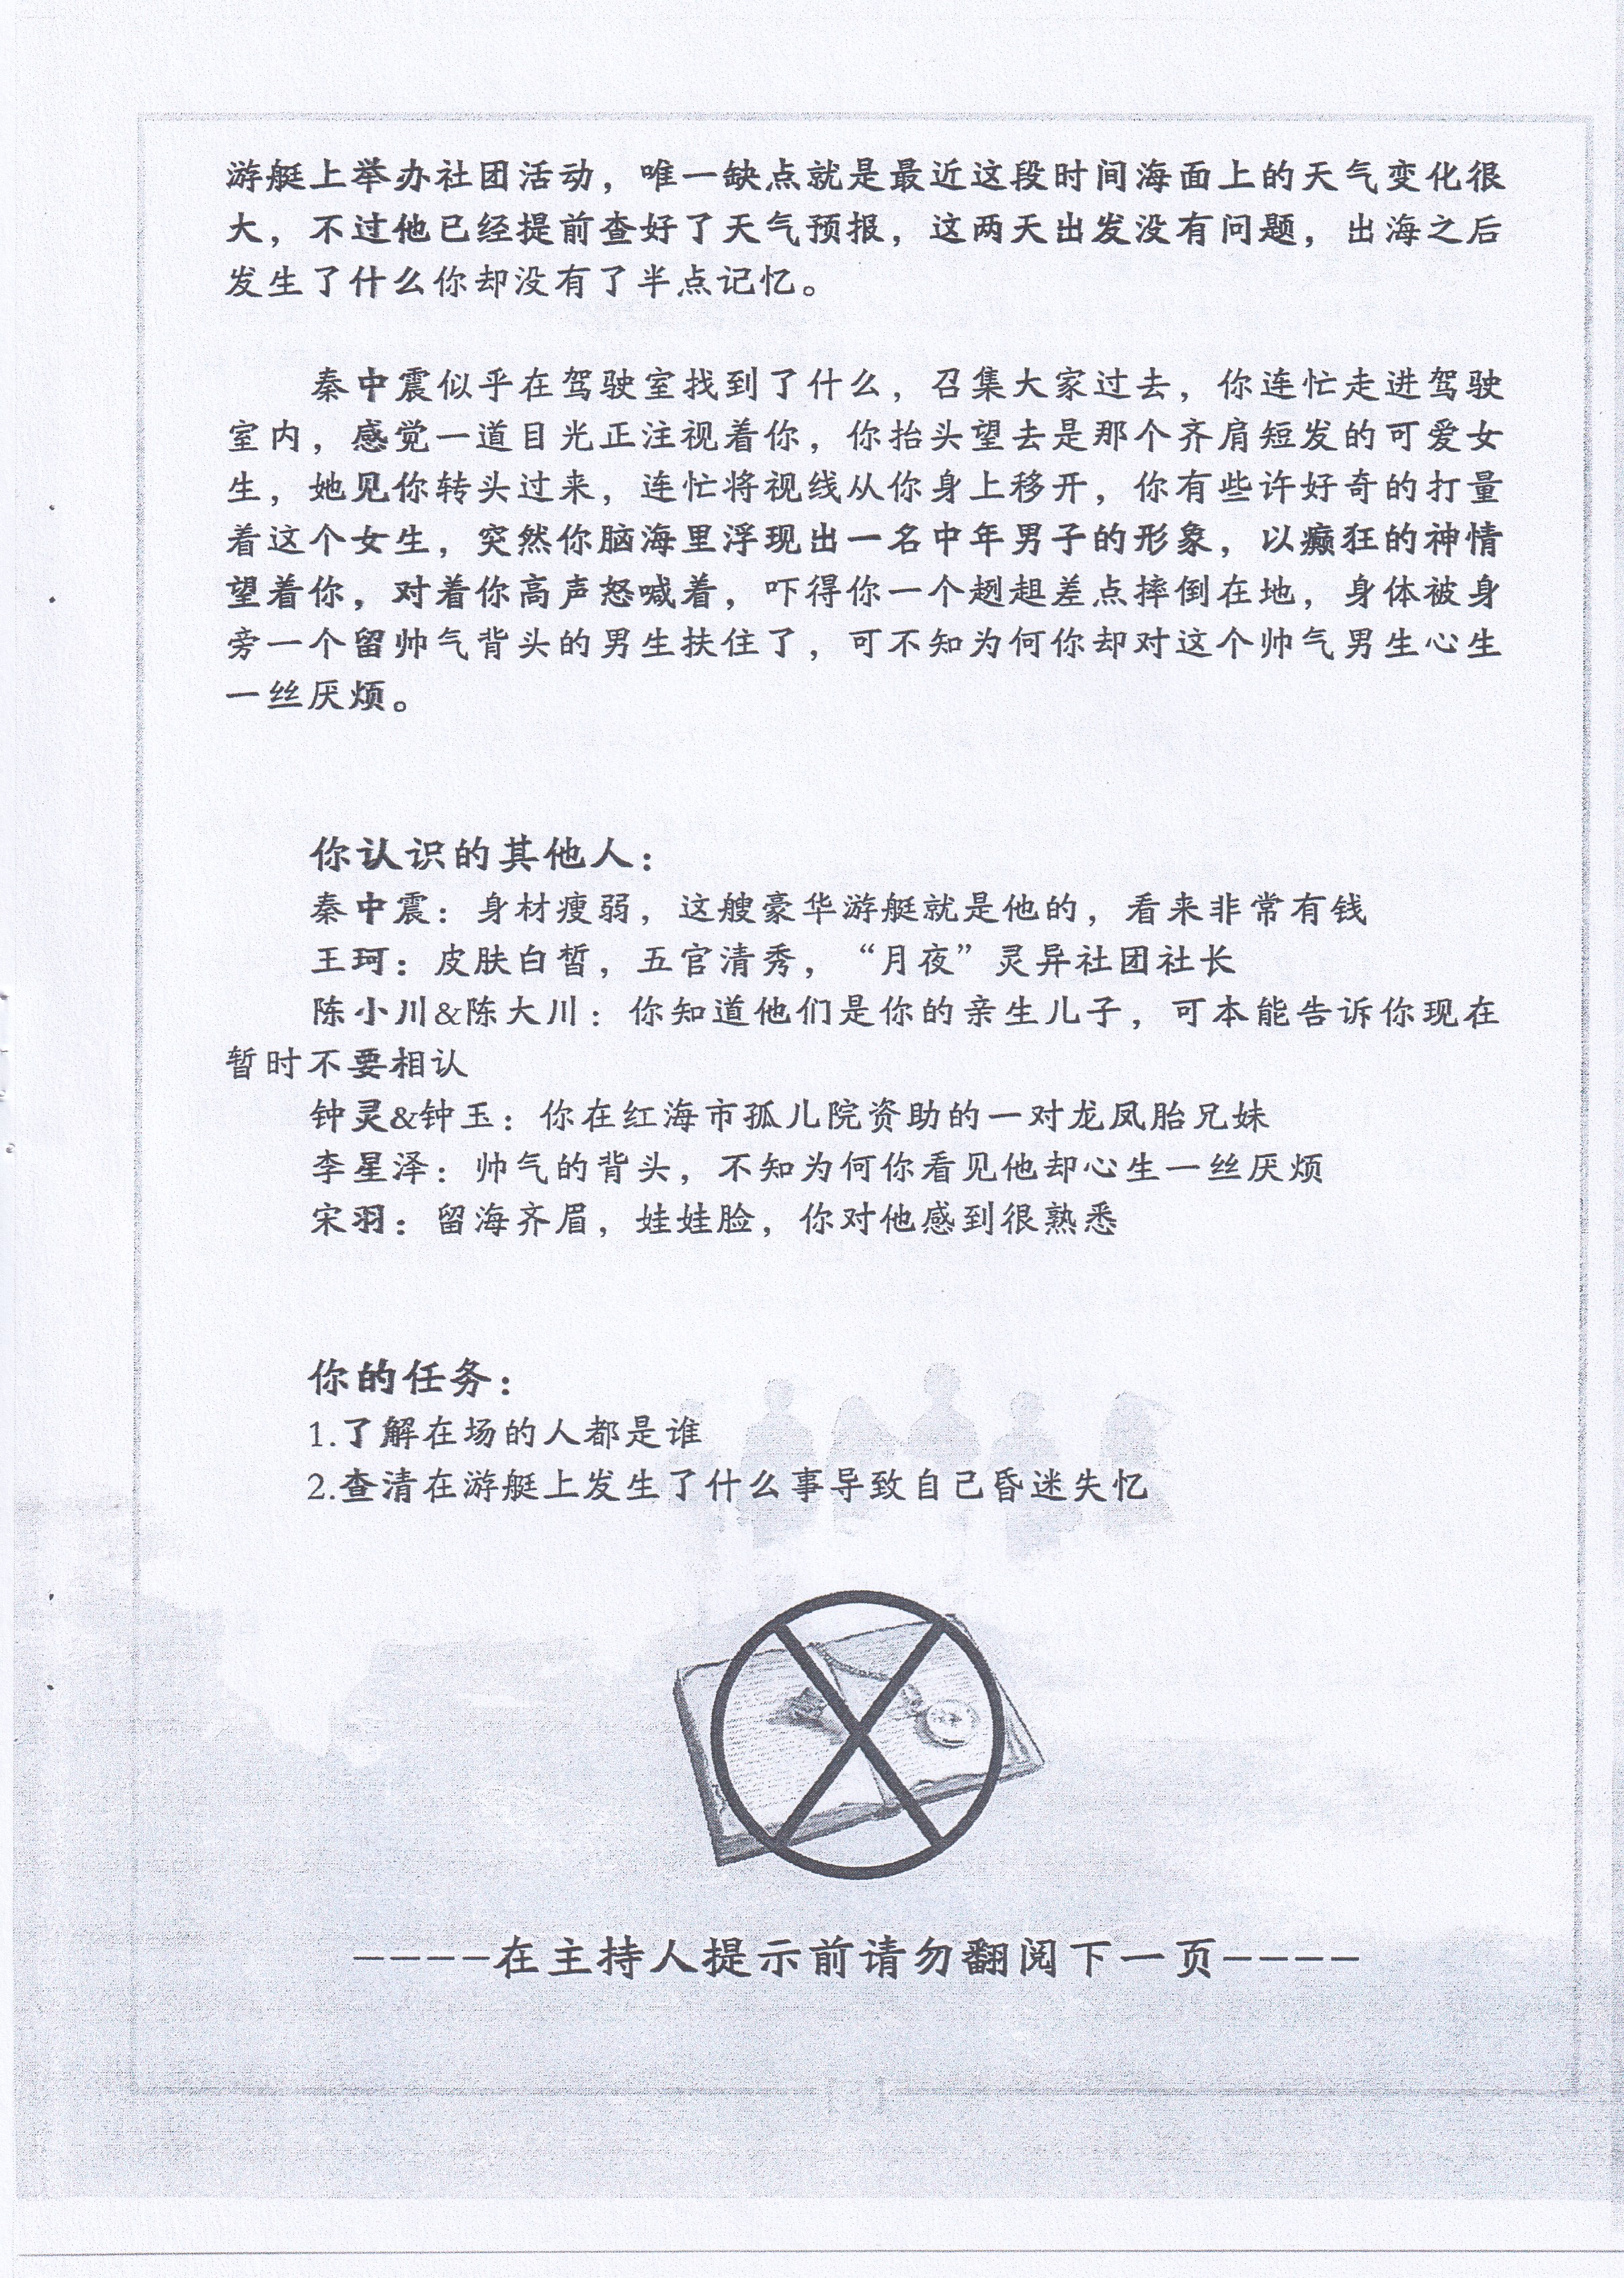 游艇上举办社团活动，唯一缺点就是最近这段时间海面上的天气变化很
大，不过他已经提前查好了天气预报，这两天出发没有问题，出海之后
发生了什么你却没有了半点记忆。
秦中震似乎在驾驶室找到了什么，召集大家过去，你连忙走进驾驶
室内，感觉一道目光正注视着你，你抬头望去是那个齐肩短发的可爱女
生，她见你转头过来，连忙将视线从你身上移开，你有些许好奇的打量
着这个女生，突然你脑海里浮现出一名中年男子的形象，以癫狂的神情
望着你，对着你高声怒喊着，吓得你一个趔趄差点摔倒在地，身体被身
旁一个留帅气背头的男生扶住了，可不知为何你却对这个帅气男生心生
一丝厌烦。
你认识的其他人：
秦中震：身材瘦弱，这艘豪华游艇就是他的，看来非常有钱
王珂：皮肤白皙，五官清秀，“月夜”灵异社团社长
陈小川&陈大川：你知道他们是你的亲生儿子，可本能告诉你现在
暂时不要相认
钟灵&钟玉：你在红海市孤儿院资助的一对龙凤胎兄妹
李星泽：帅气的背头，不知为何你看见他却心生一丝厌烦
宋羽：留海齐眉，娃娃脸，你对他感到很熟悉
你的任务：
1.了解在场的人都是谁
2.查清在游艇上发生了什么事导致自己昏迷失忆
————在主持人提示前请勿翻阅下一页————